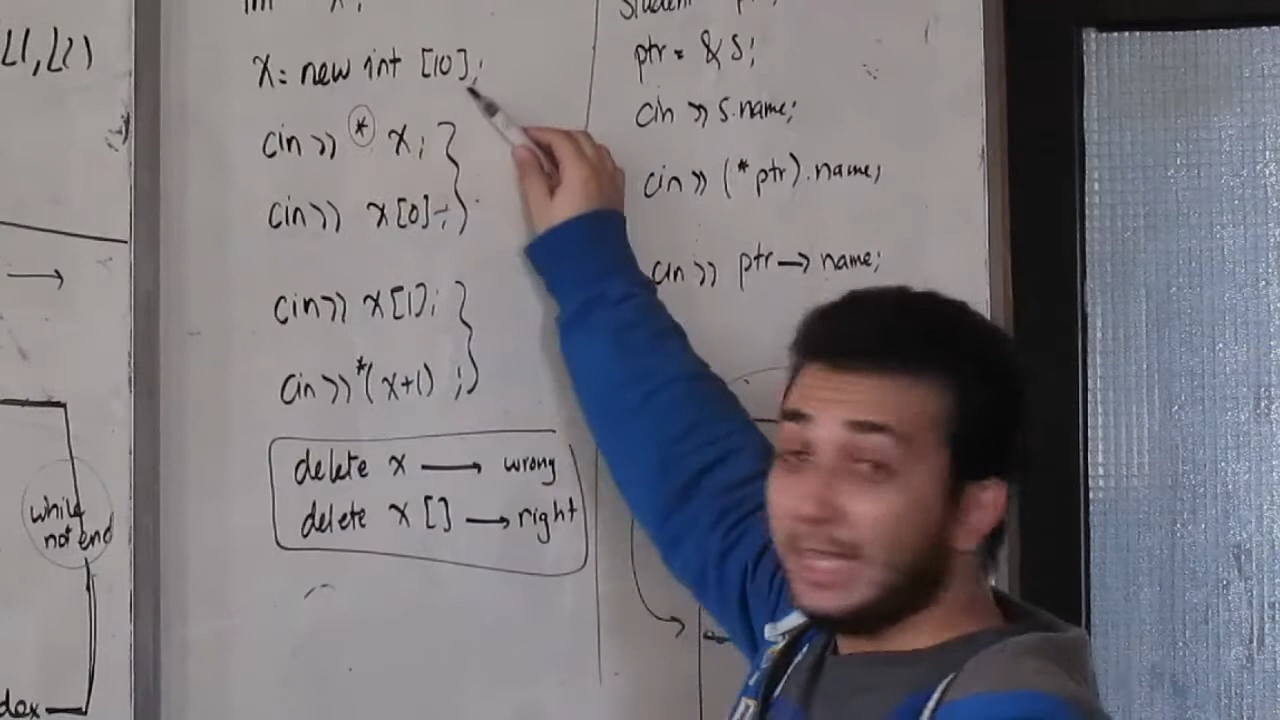 L1, L2)
while
not end
dex
int x;
x = new int [10];
cin >> * x;
cin >> x[0];
cin >> x[1];
cin >> *(x+1);
delete x → wrong
delete x [] → right
student ptr;
ptr = & s;
cin >> s.name;
cin >> (*ptr).name;
cin >> ptr → name;